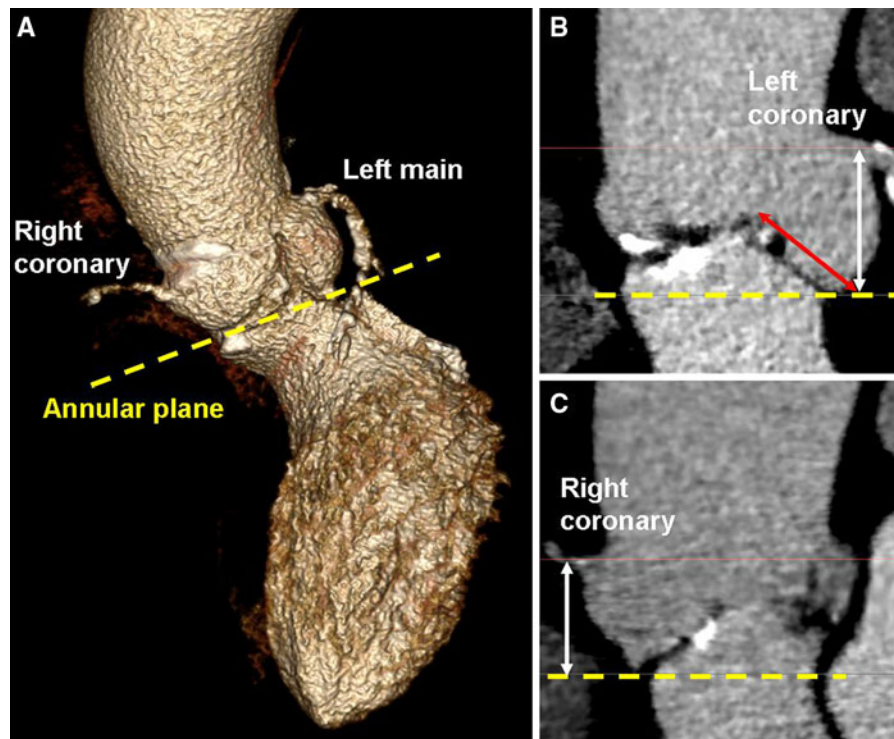 A
Left main
Right
coronary
Annular plane
B
Left
coronary
C
Right
coronary